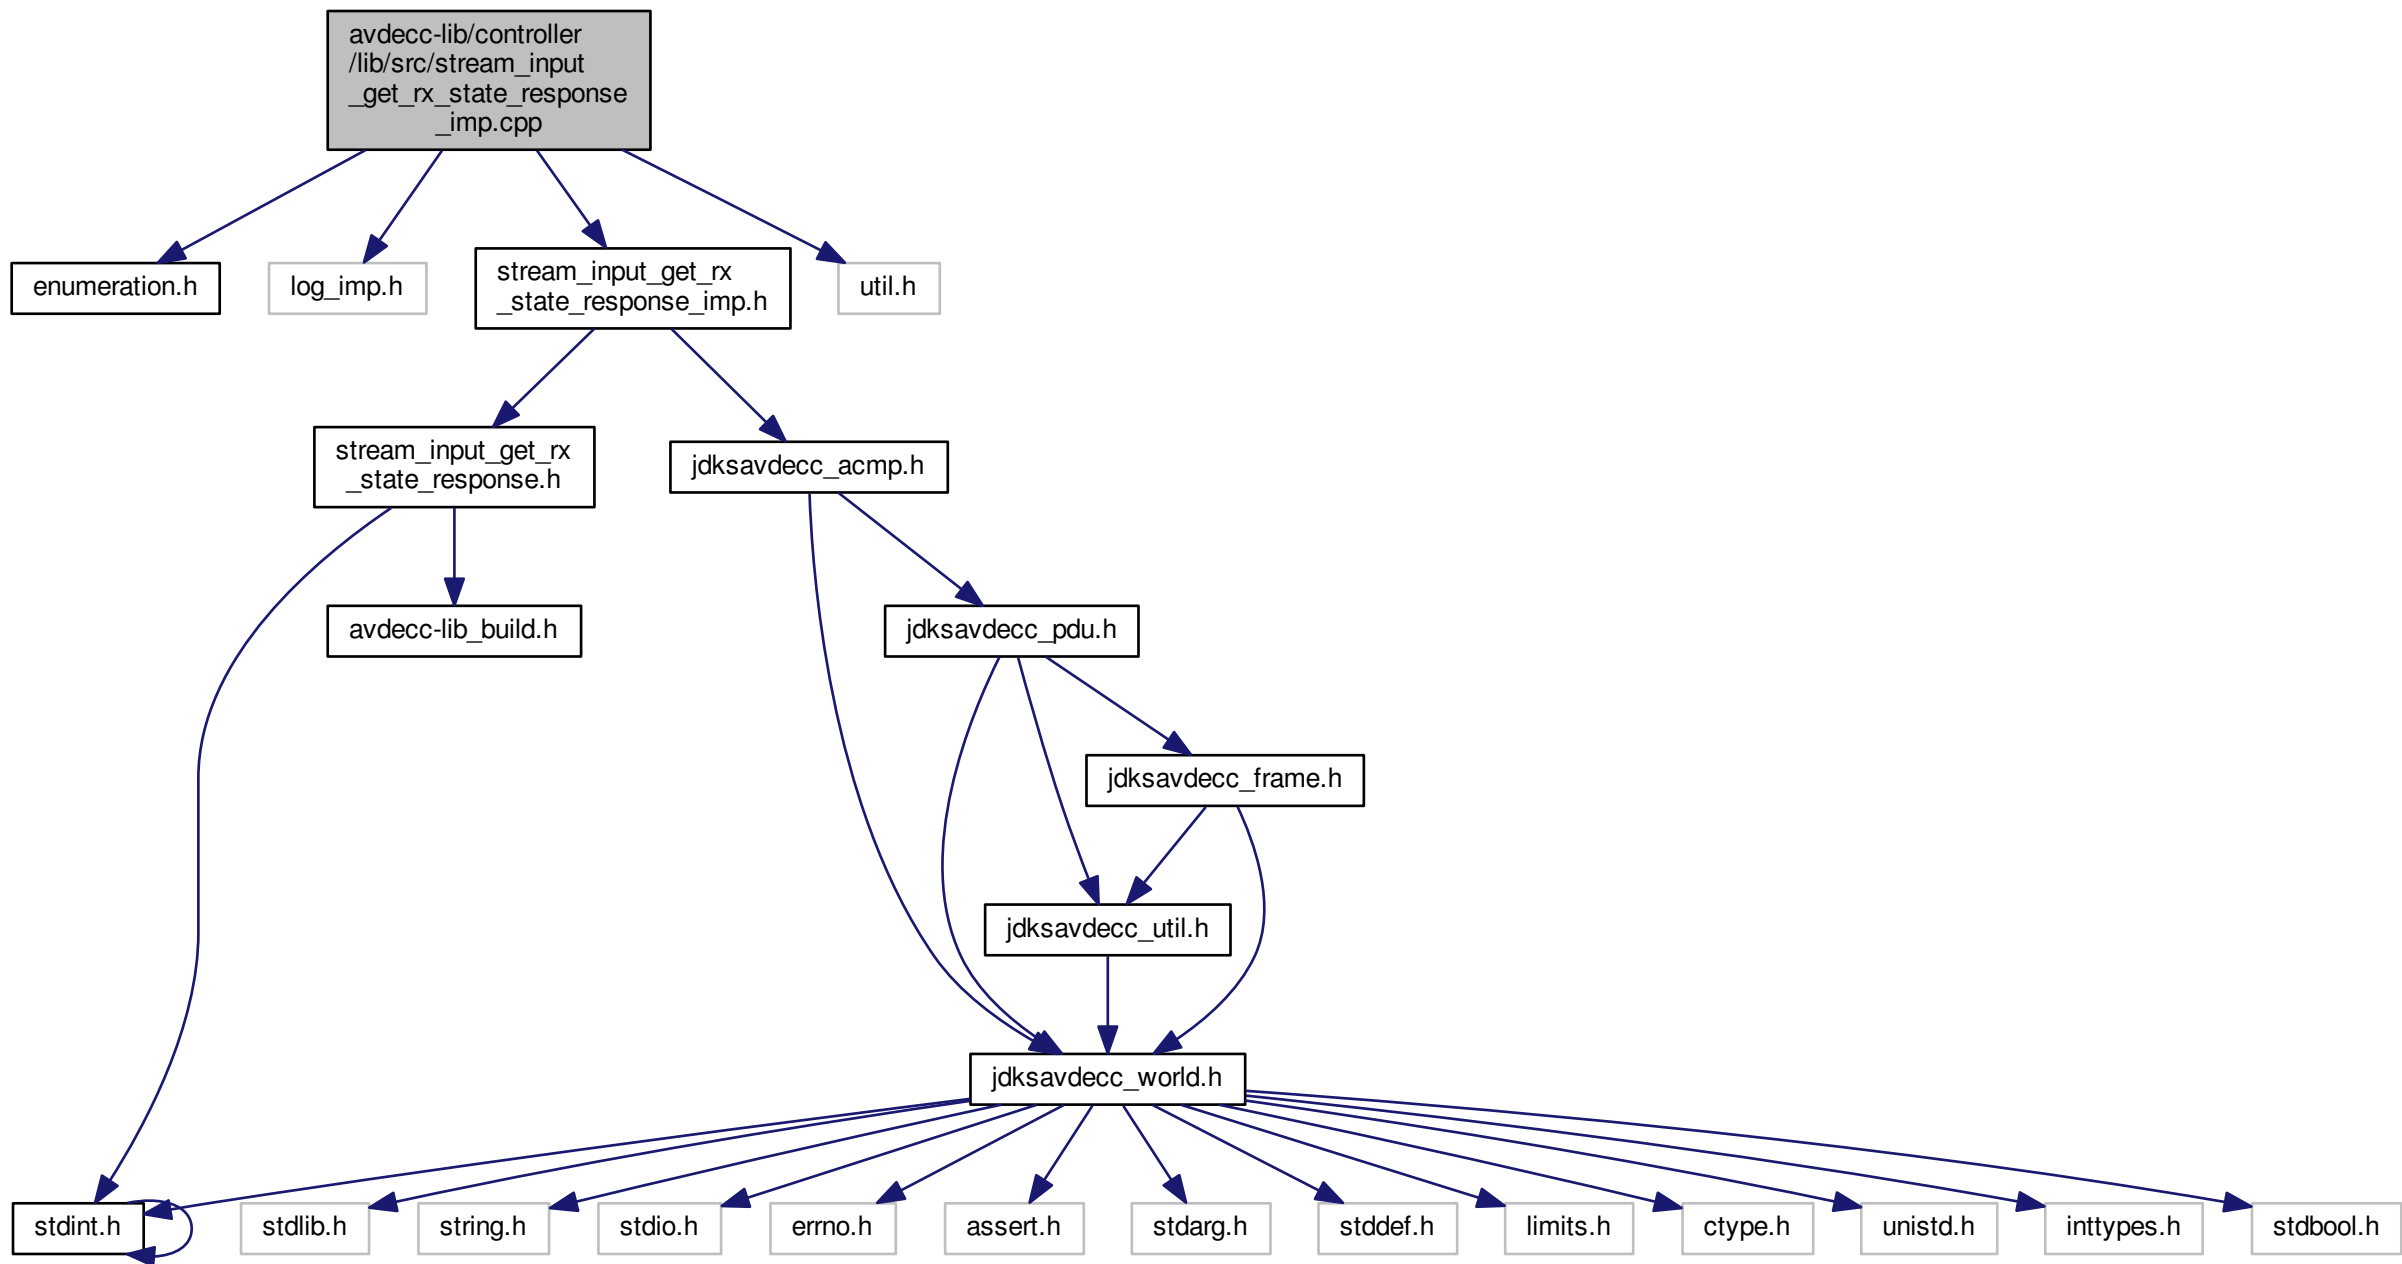 avdecc-lib/controller
/lib/src/stream_input
_get_rx_state_response
_imp.cpp
enumeration.h
log_imp.h
stream_input_get_rx
_state_response_imp.h
util.h
stream_input_get_rx
_state_response.h
jdksavdecc_acmp.h
avdecc-lib_build.h
jdksavdecc_pdu.h
jdksavdecc_frame.h
jdksavdecc_util.h
jdksavdecc_world.h
stdint.h
stdlib.h
string.h
stdio.h
errno.h
assert.h
stdarg.h
stddef.h
limits.h
ctype.h
unistd.h
inttypes.h
stdbool.h